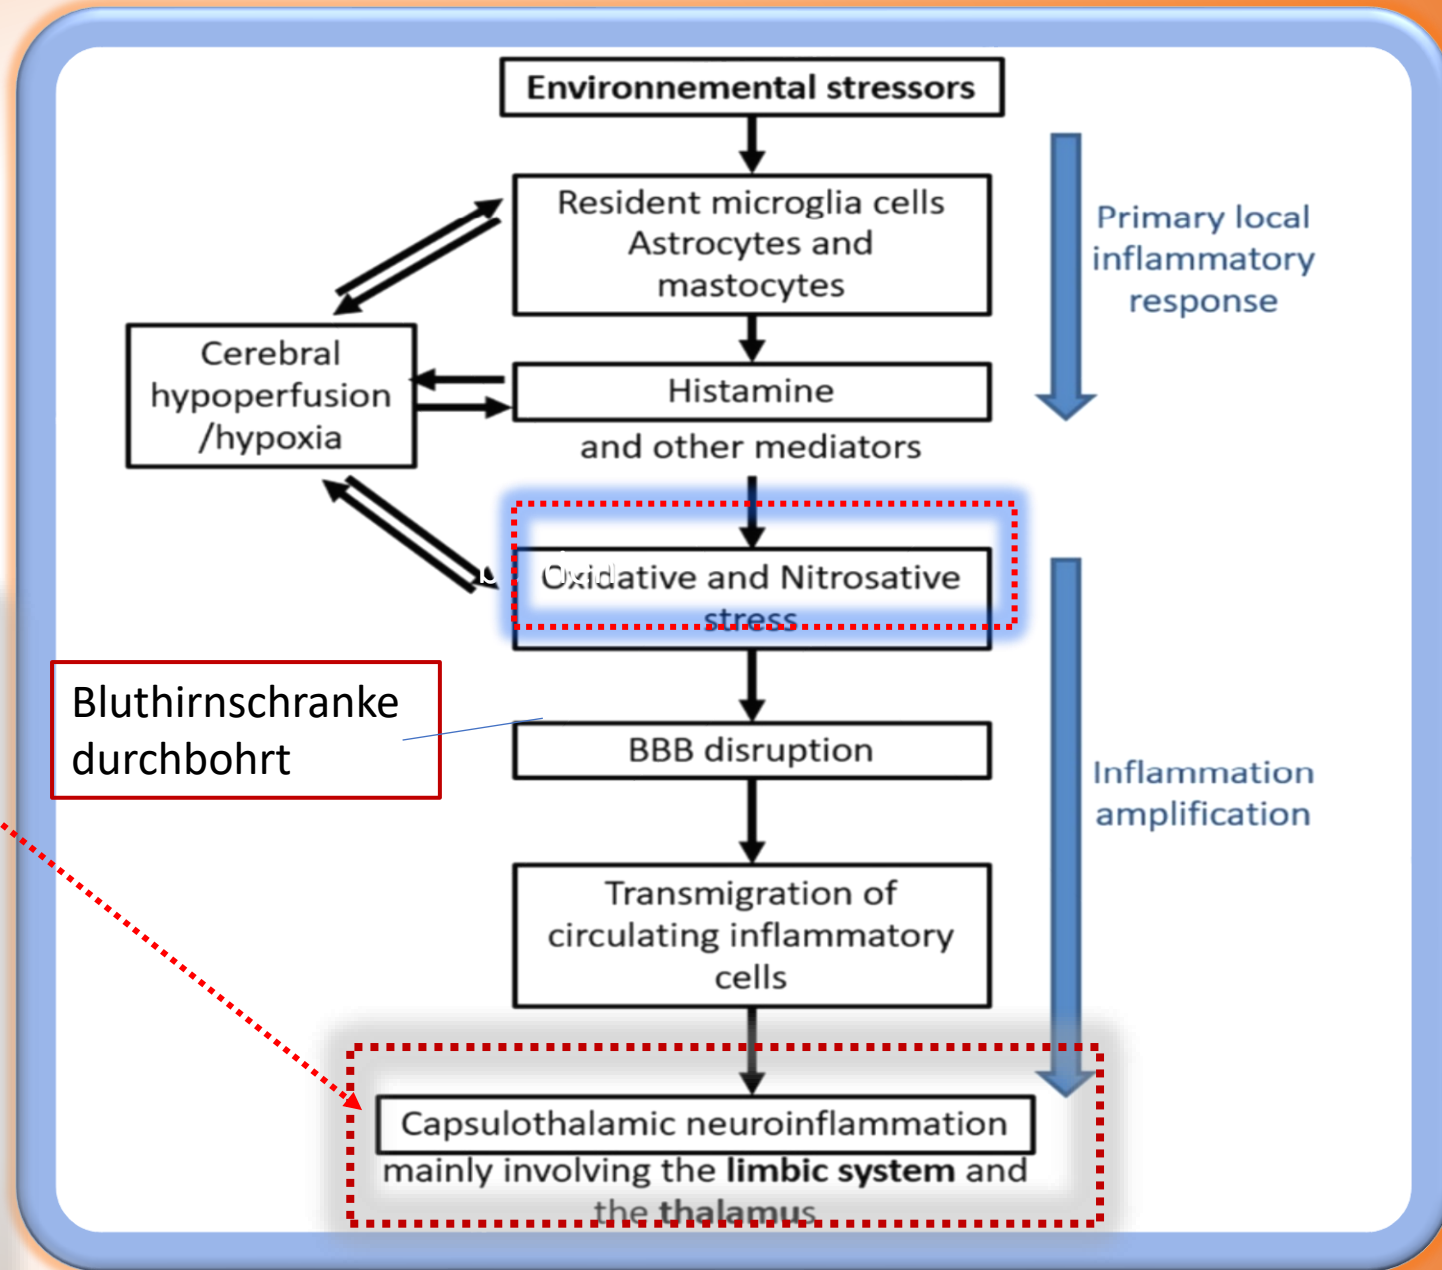 Environnemental stressors
Resident microglia cells
Astrocytes and
mastocytes
Primary local
inflammatory
response
Cerebral
hypoperfusion
/hypoxia
Histamine
and other mediators
Oxidative and Nitrosative
stress
Bluthirnschranke
durchbohrt
BBB disruption
Inflammation
amplification
Transmigration of
circulating inflammatory
cells
Capsulothalamic neuroinflammation
mainly involving the limbic system and
the thalamus